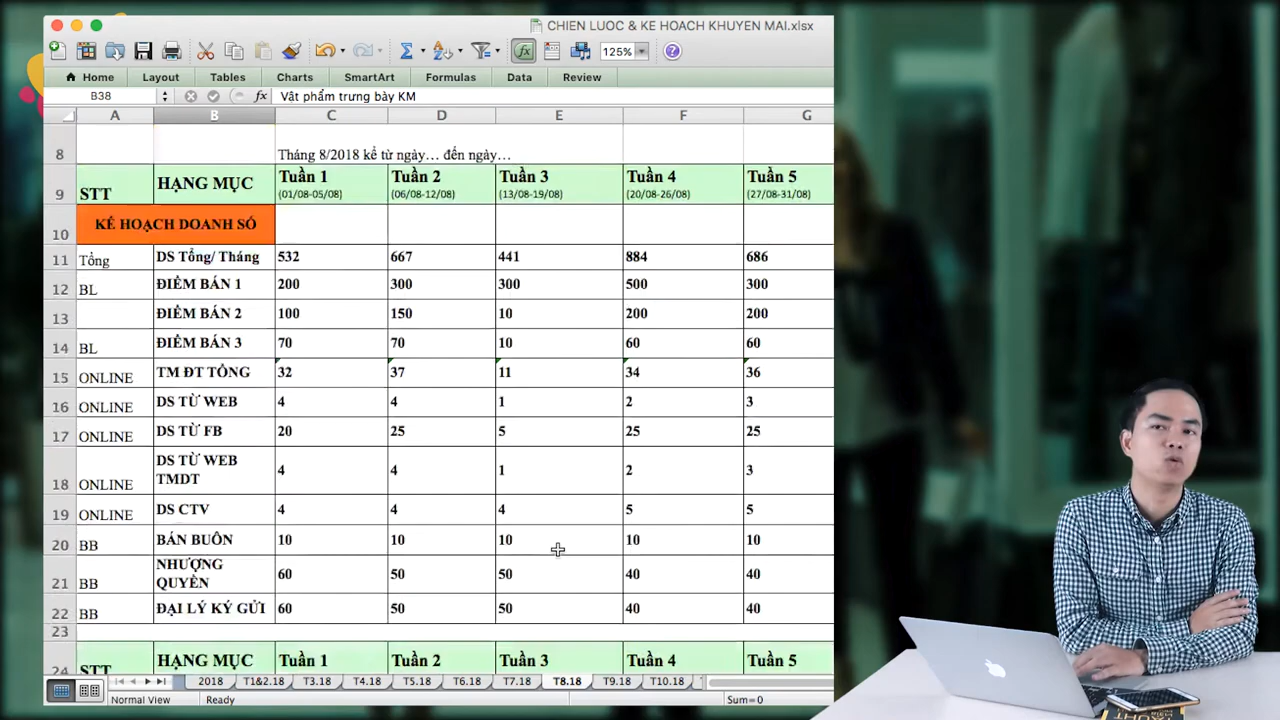 CHIEN LUOC & KE HOACH KHUYEN MAI.xlsx
125%
Home Layout Tables Charts SmartArt Formulas Data Review
B38 fx Vật phẩm trưng bày KM
A B C D E F G
8 Tháng 8/2018 kể từ ngày… đến ngày…
9 STT HẠNG MỤC Tuần 1 Tuần 2 Tuần 3 Tuần 4 Tuần 5
(01/08-05/08) (06/08-12/08) (13/08-19/08) (20/08-26/08) (27/08-31/08)
10 KẾ HOẠCH DOANH SỐ
11 Tổng DS Tổng/ Tháng 532 667 441 884 686
12 BL ĐIỂM BÁN 1 200 300 300 500 300
13 ĐIỂM BÁN 2 100 150 10 200 200
14 BL ĐIỂM BÁN 3 70 70 10 60 60
15 ONLINE TM ĐT TỔNG 32 37 11 34 36
16 ONLINE DS TỪ WEB 4 4 1 2 3
17 ONLINE DS TỪ FB 20 25 5 25 25
18 ONLINE DS TỪ WEB TMDT 4 4 1 2 3
19 ONLINE DS CTV 4 4 4 5 5
20 BB BÁN BUÔN 10 10 10 10 10
21 BB NHƯỢNG QUYỀN 60 50 50 40 40
22 BB ĐẠI LÝ KÝ GỬI 60 50 50 40 40
23
24 STT HẠNG MỤC Tuần 1 Tuần 2 Tuần 3 Tuần 4 Tuần 5
2018 T1&2.18 T3.18 T4.18 T5.18 T6.18 T7.18 T8.18 T9.18 T10.18
Normal View Ready Sum=0